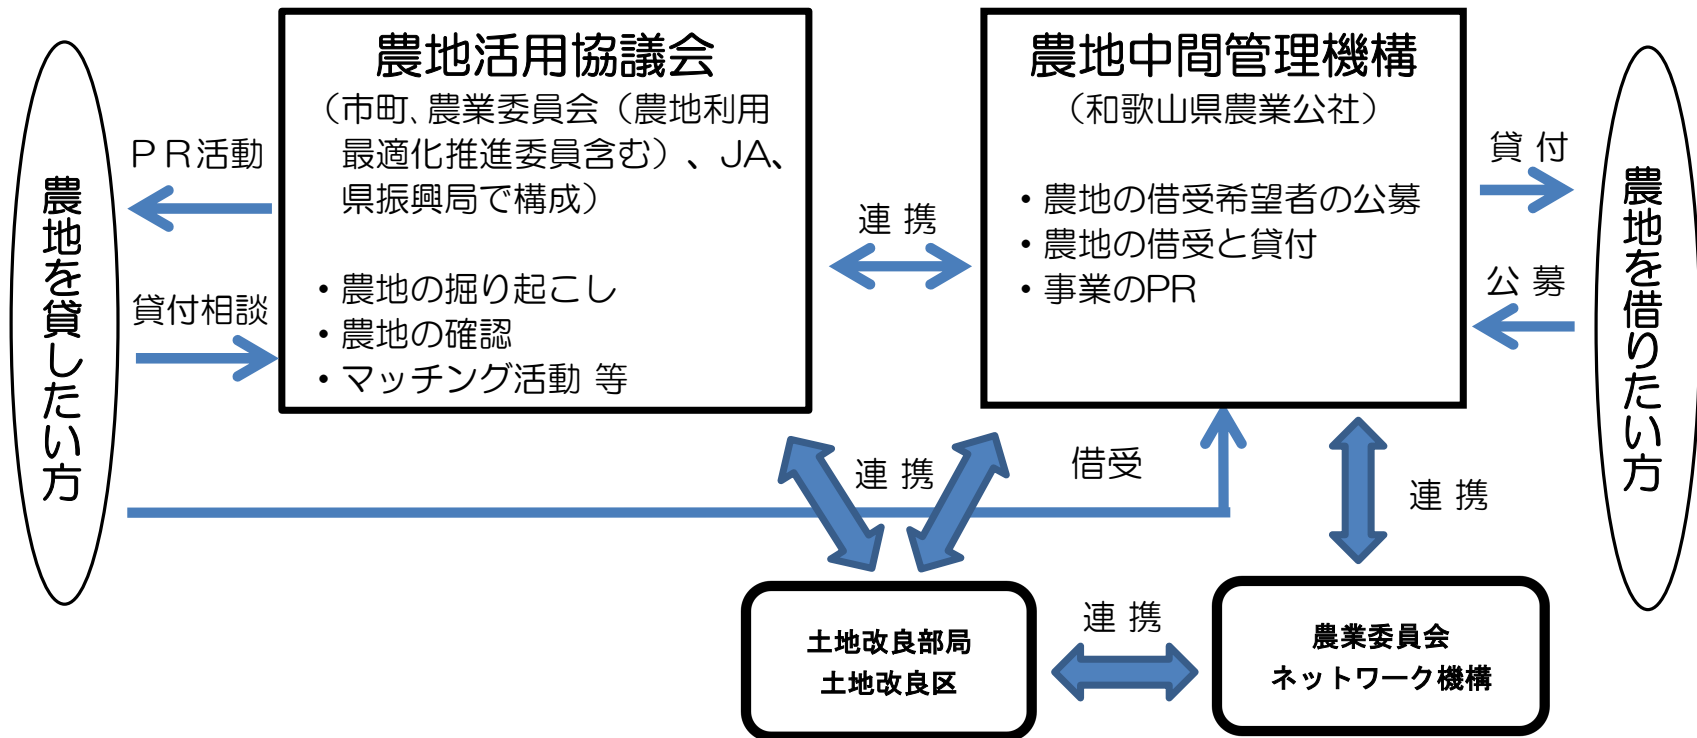 農地を貸したい方
ＰＲ活動
貸付相談
農地活用協議会
（市町、農業委員会（農地利用
最適化推進委員含む）、JA、
県振興局で構成）
・農地の掘り起こし
・農地の確認
・マッチング活動 等
連 携
農地中間管理機構
（和歌山県農業公社）
・農地の借受希望者の公募
・農地の借受と貸付
・事業のPR
貸 付
公 募
農地を借りたい方
連 携
借受
連 携
土地改良部局
土地改良区
連 携
農業委員会
ネットワーク機構